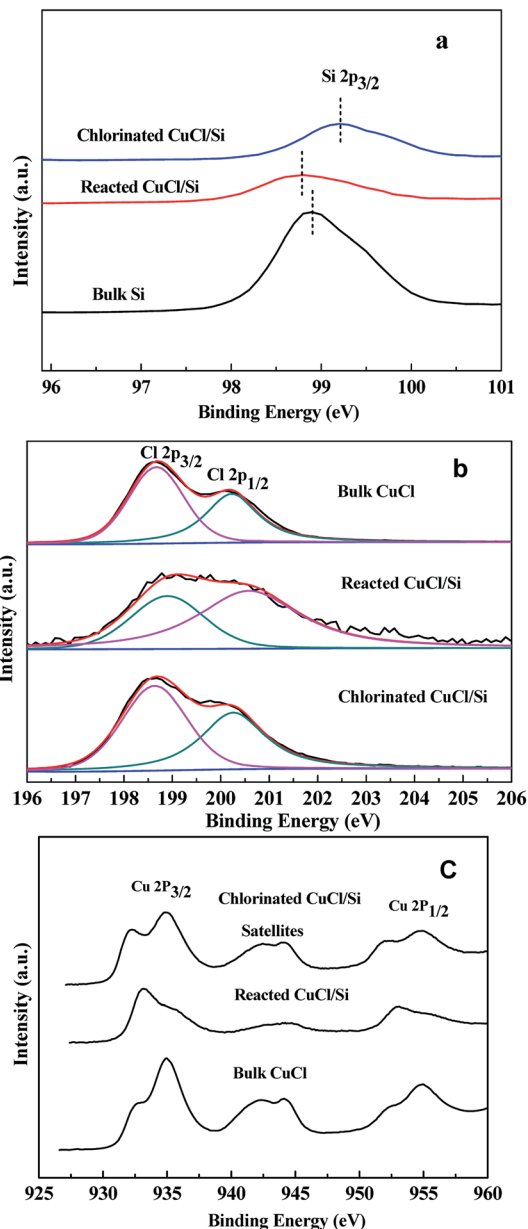 a
Si 2p3/2
Chlorinated CuCl/Si
Reacted CuCl/Si
Bulk Si
Intensity (a.u.)
96 97 98 99 100 101
Binding Energy (eV)
b
Cl 2p3/2
Cl 2p1/2
Bulk CuCl
Reacted CuCl/Si
Chlorinated CuCl/Si
Intensity (a.u.)
196 197 198 199 200 201 202 203 204 205 206
Binding Energy (eV)
C
Cu 2P3/2
Chlorinated CuCl/Si
Cu 2P1/2
Satellites
Reacted CuCl/Si
Bulk CuCl
Intensity (a.u.)
925 930 935 940 945 950 955 960
Binding Energy (eV)